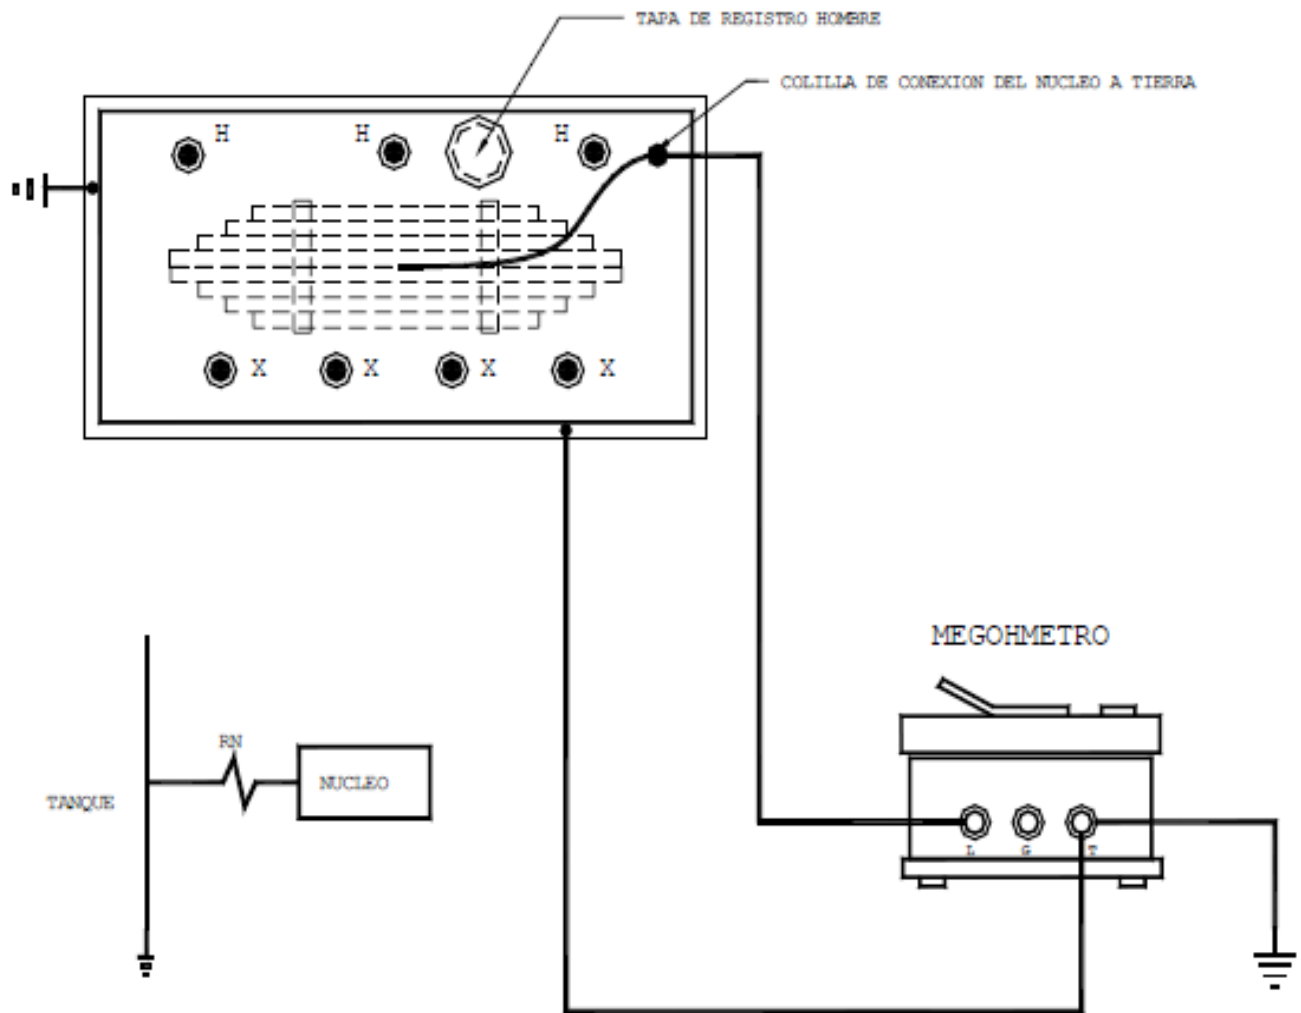 TAPA DE REGISTRO HOMBRE
COLILLA DE CONEXION DEL NUCLEO A TIERRA
H
H
H
X
X
X
X
MEGOHMETRO
RN
NUCLEO
TANQUE
L
G
T